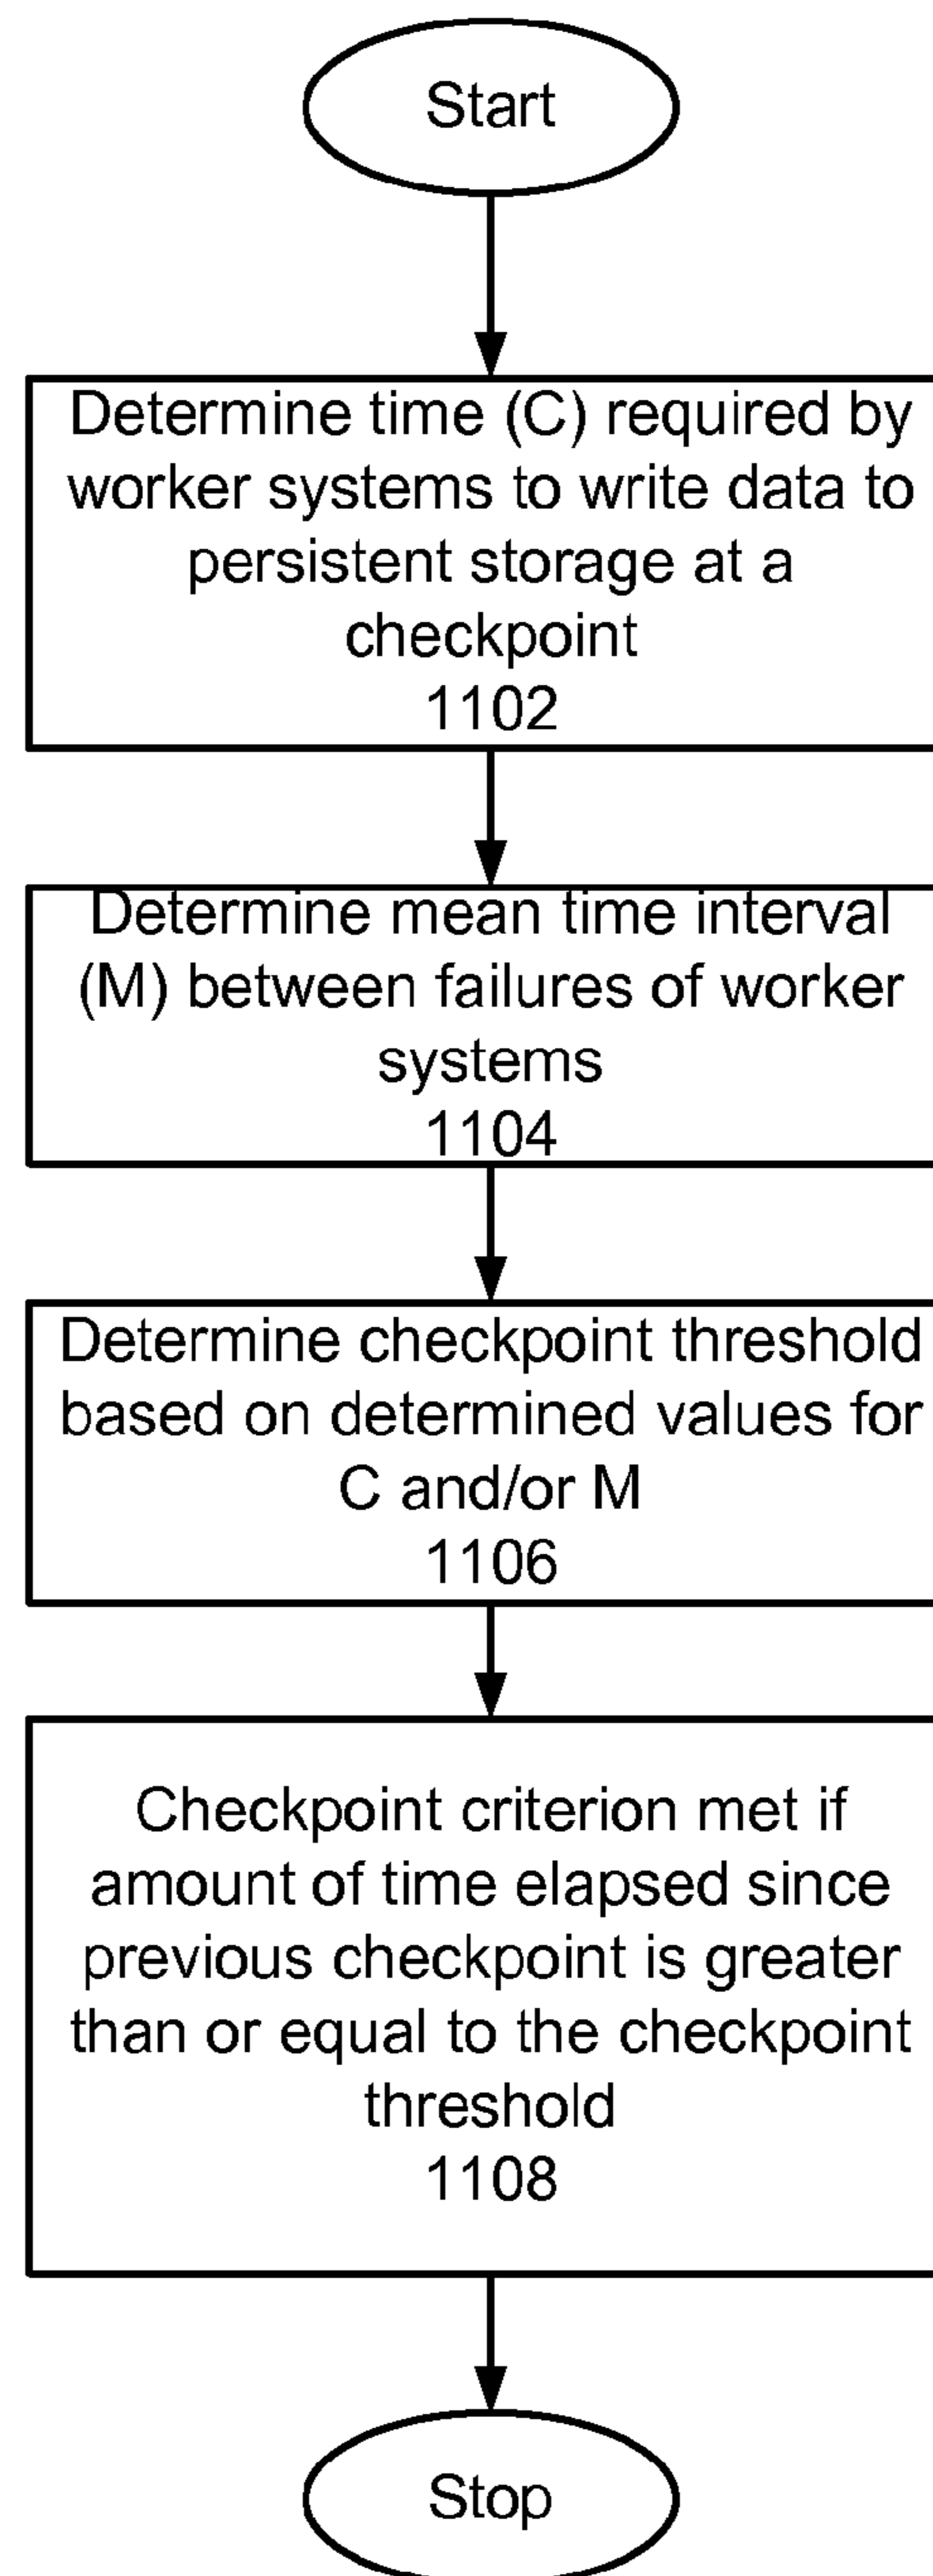 Start
Determine time (C) required by
worker systems to write data to
persistent storage at a
checkpoint
1102
Determine mean time interval
(M) between failures of worker
systems
1104
Determine checkpoint threshold
based on determined values for
C and/or M
1106
Checkpoint criterion met if
amount of time elapsed since
previous checkpoint is greater
than or equal to the checkpoint
threshold
1108
Stop